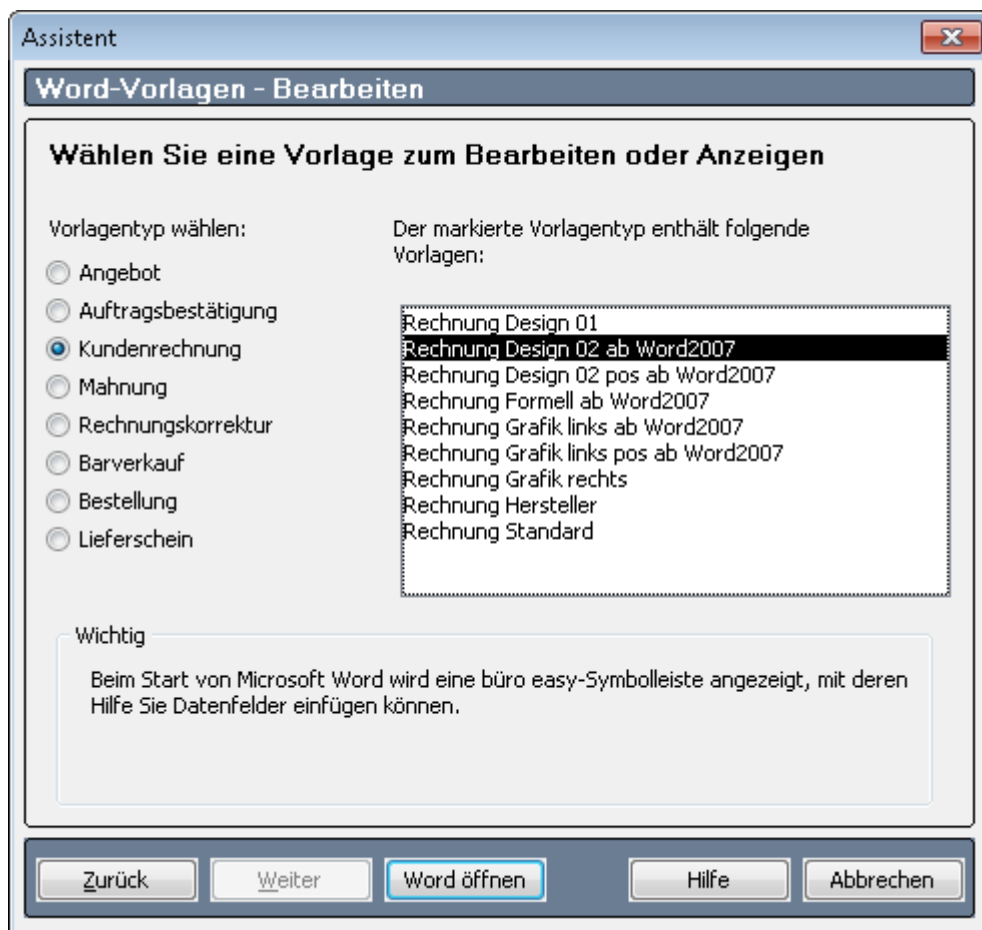 Assistent
Word-Vorlagen - Bearbeiten
Wählen Sie eine Vorlage zum Bearbeiten oder Anzeigen
Vorlagentyp wählen:
Angebot
Auftragsbestätigung
Kundenrechnung
Mahnung
Rechnungskorrektur
Barverkauf
Bestellung
Lieferschein
Der markierte Vorlagentyp enthält folgende
Vorlagen:
Rechnung Design 01
Rechnung Design 02 ab Word2007
Rechnung Design 02 pos ab Word2007
Rechnung Formell ab Word2007
Rechnung Grafik links ab Word2007
Rechnung Grafik links pos ab Word2007
Rechnung Grafik rechts
Rechnung Hersteller
Rechnung Standard
Wichtig
Beim Start von Microsoft Word wird eine büro easy-Symbolleiste angezeigt, mit deren
Hilfe Sie Datenfelder einfügen können.
Zurück
Weiter
Word öffnen
Hilfe
Abbrechen